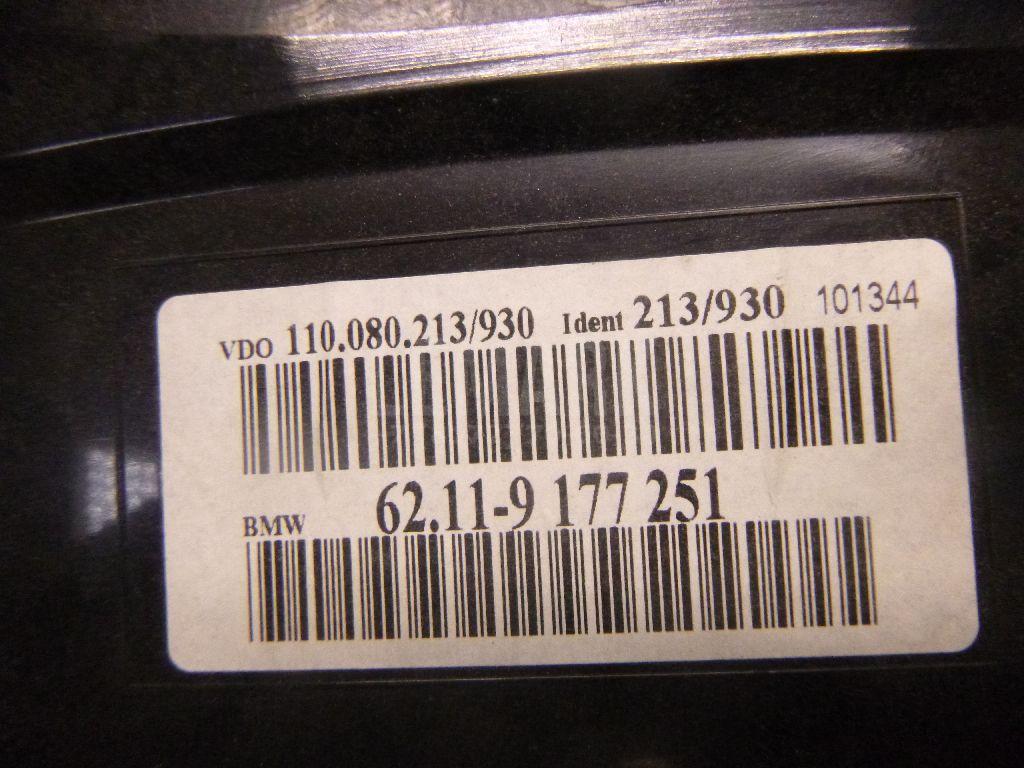 VDO 110.080.213/930 Ident 213/930 101344
BMW 62.11-9 177 251